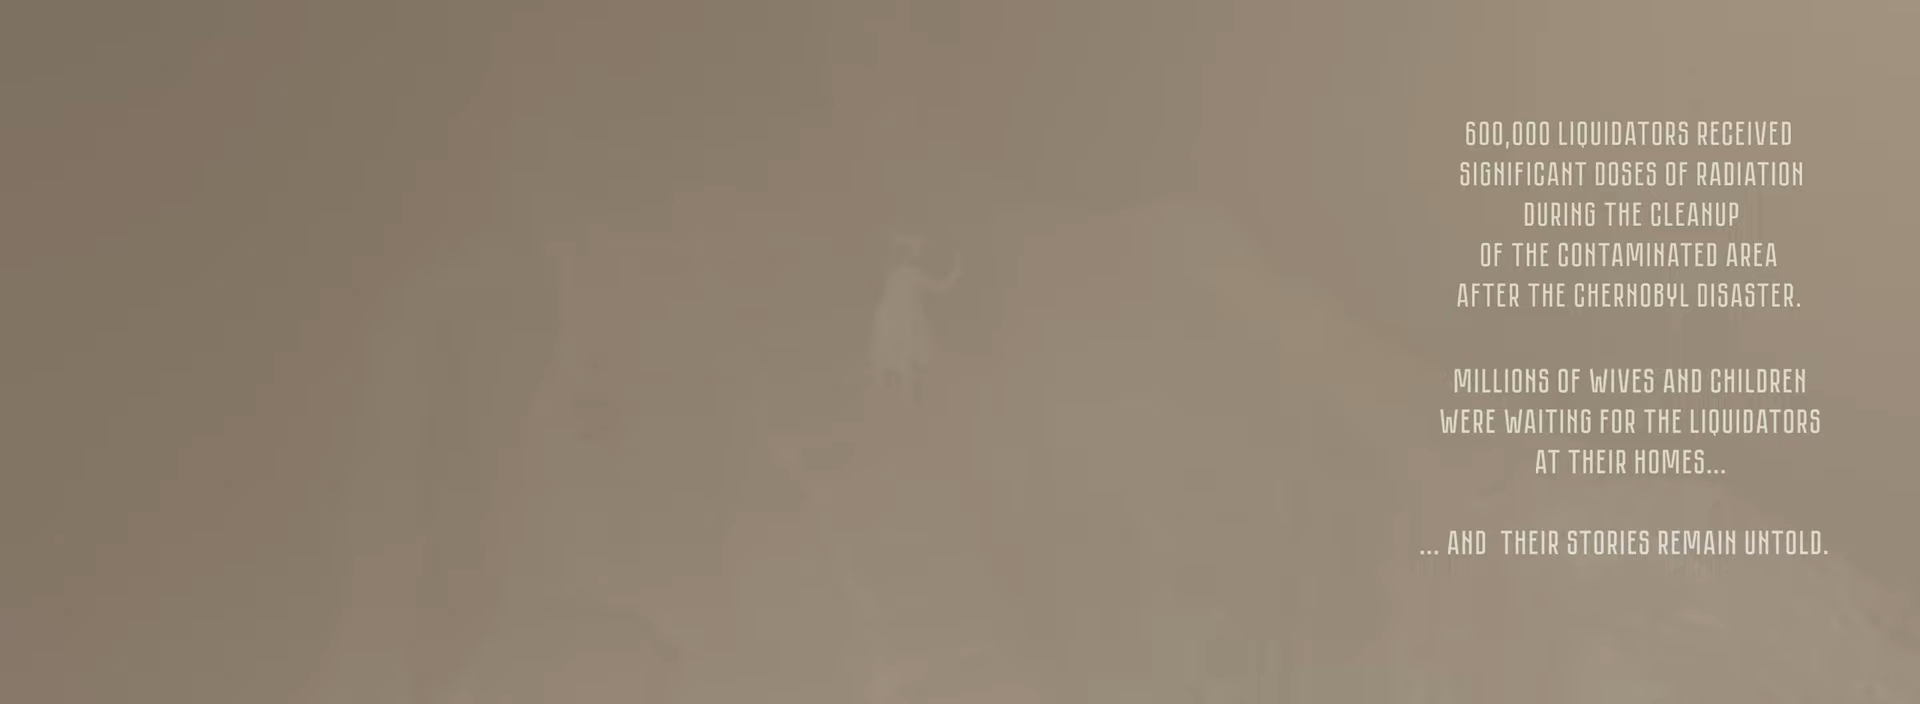 600,000 LIQUIDATORS RECEIVED
SIGNIFICANT DOSES OF RADIATION
DURING THE CLEANUP
OF THE CONTAMINATED AREA
AFTER THE CHERNOBYL DISASTER.
MILLIONS OF WIVES AND CHILDREN
WERE WAITING FOR THE LIQUIDATORS
AT THEIR HOMES...
... AND THEIR STORIES REMAIN UNTOLD.